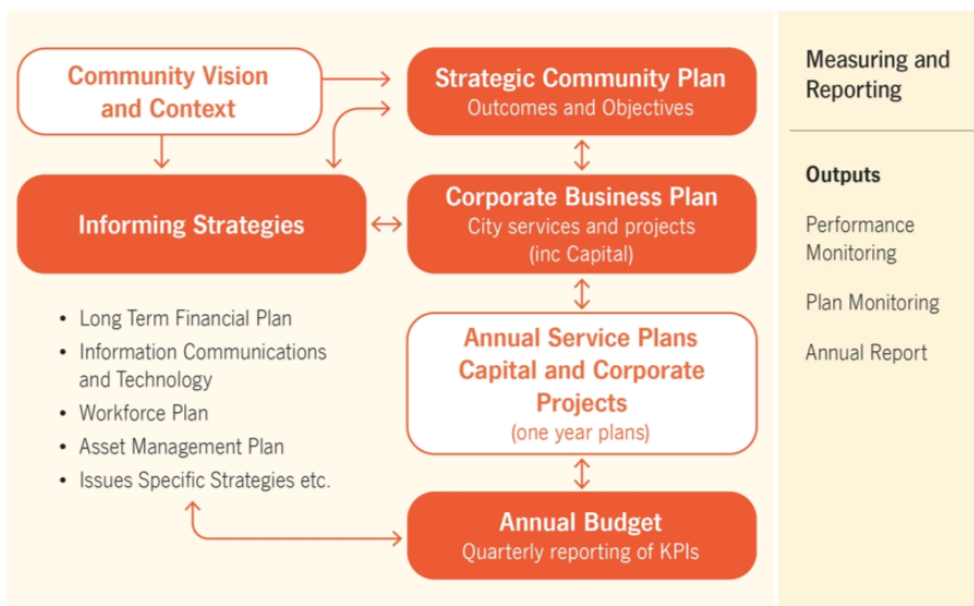 Community Vision
and Context
Strategic Community Plan
Outcomes and Objectives
Informing Strategies
Corporate Business Plan
City services and projects
(inc Capital)
• Long Term Financial Plan
• Information Communications
and Technology
• Workforce Plan
• Asset Management Plan
• Issues Specific Strategies etc.
Annual Service Plans
Capital and Corporate
Projects
(one year plans)
Annual Budget
Quarterly reporting of KPIs
Measuring and
Reporting
Outputs
Performance
Monitoring
Plan Monitoring
Annual Report